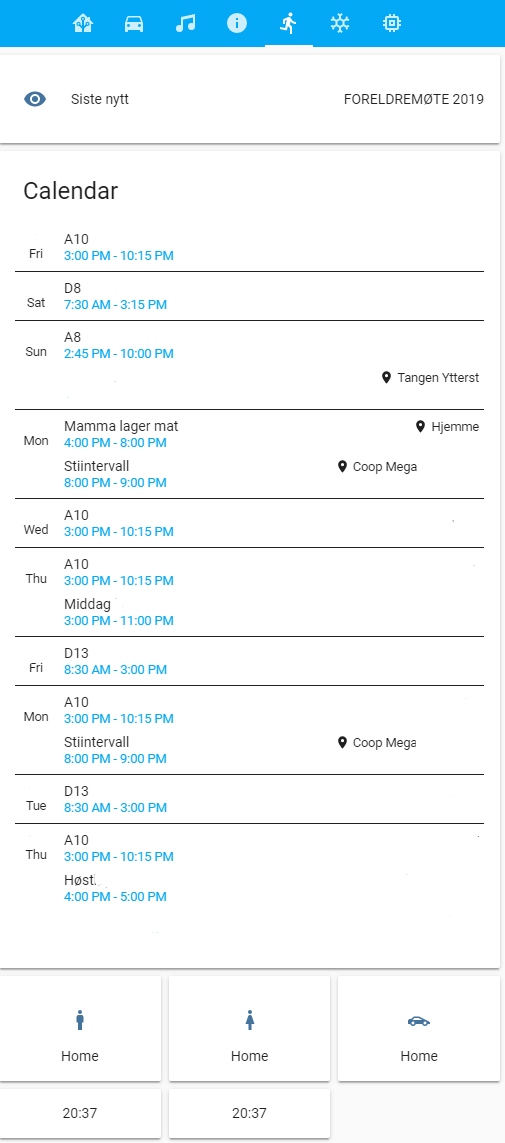 Siste nytt FORELDREMØTE 2019
Calendar
Fri
A10
3:00 PM - 10:15 PM
Sat
D8
7:30 AM - 3:15 PM
Sun
A8
2:45 PM - 10:00 PM
Tangen Ytterst
Mon
Mamma lager mat Hjemme
4:00 PM - 8:00 PM
Stiintervall Coop Mega
8:00 PM - 9:00 PM
Wed
A10
3:00 PM - 10:15 PM
Thu
A10
3:00 PM - 10:15 PM
Middag
3:00 PM - 11:00 PM
Fri
D13
8:30 AM - 3:00 PM
Mon
A10
3:00 PM - 10:15 PM
Stiintervall Coop Mega
8:00 PM - 9:00 PM
Tue
D13
8:30 AM - 3:00 PM
Thu
A10
3:00 PM - 10:15 PM
Høst.
4:00 PM - 5:00 PM
Home Home Home
20:37 20:37